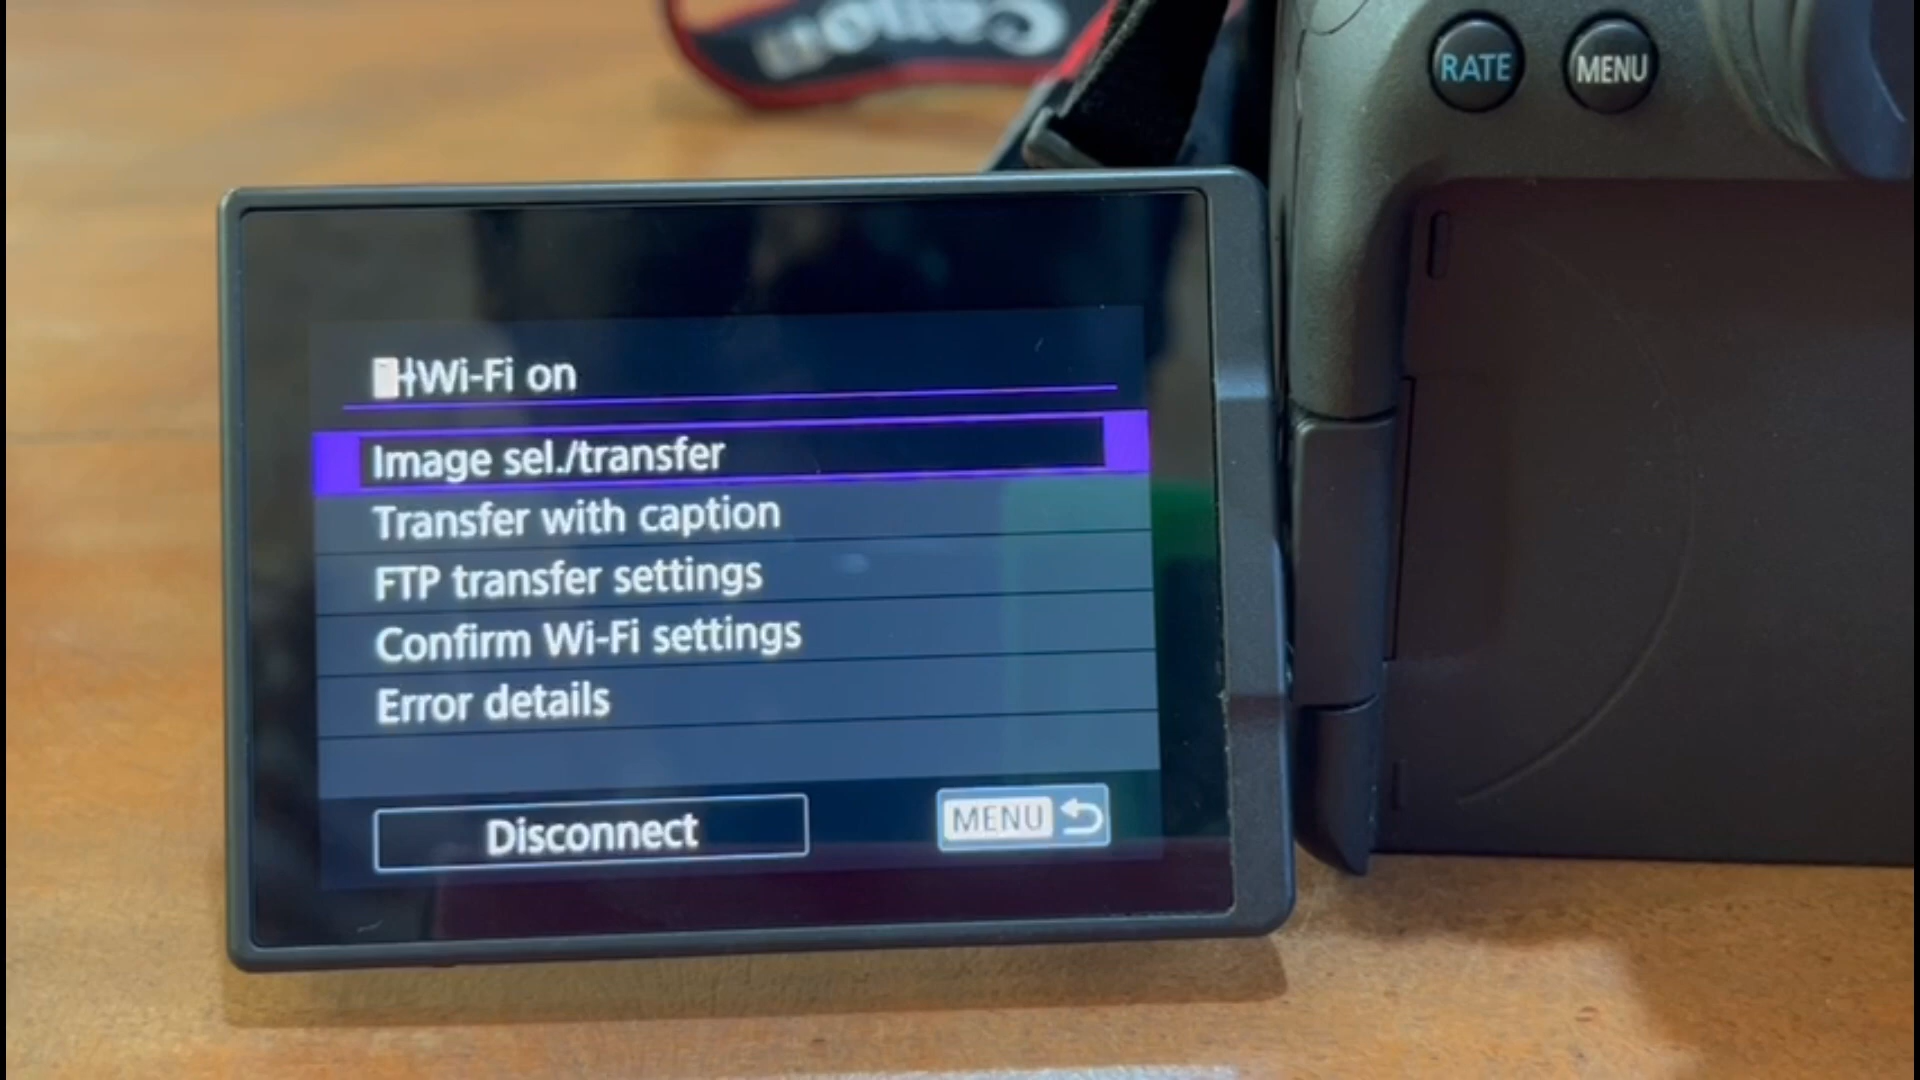 Canon
RATE
MENU
Wi-Fi on
Image sel./transfer
Transfer with caption
FTP transfer settings
Confirm Wi-Fi settings
Error details
Disconnect
MENU